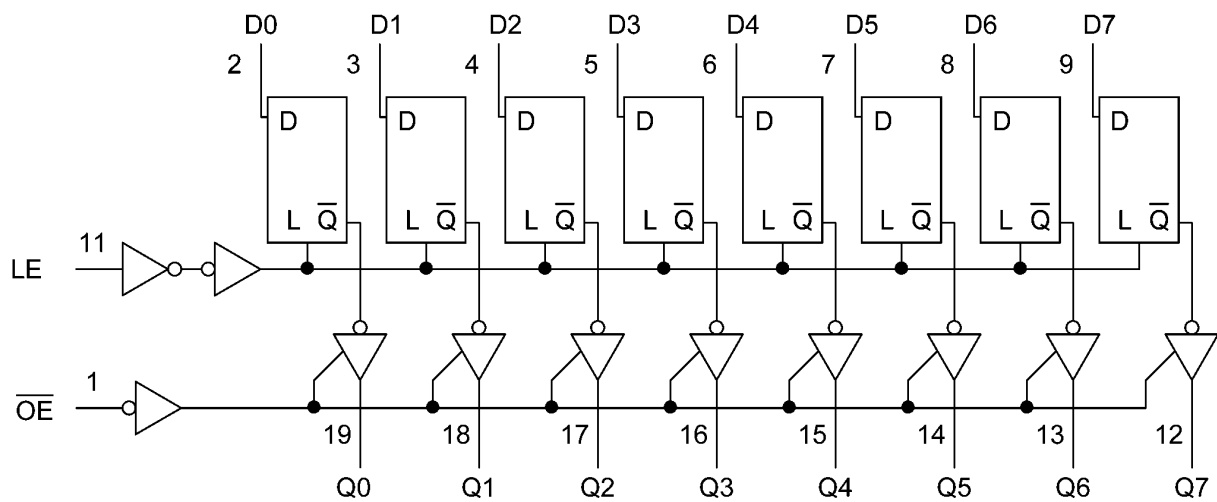 D0 D1 D2 D3 D4 D5 D6 D7
2 3 4 5 6 7 8 9
D D D D D D D D
L Q̅ L Q̅ L Q̅ L Q̅ L Q̅ L Q̅ L Q̅ L Q̅
11
LE
1
O̅E̅
19 18 17 16 15 14 13 12
Q0 Q1 Q2 Q3 Q4 Q5 Q6 Q7